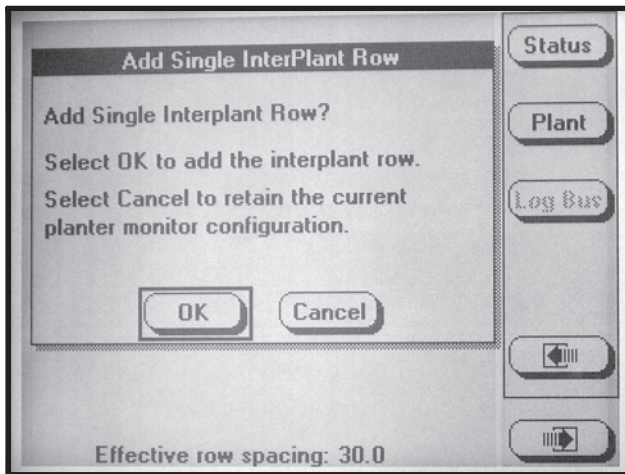 Add Single InterPlant Row
Add Single Interplant Row?
Select OK to add the interplant row.
Select Cancel to retain the current
planter monitor configuration.
OK
Cancel
Effective row spacing: 30.0
Status
Plant
Log Bus